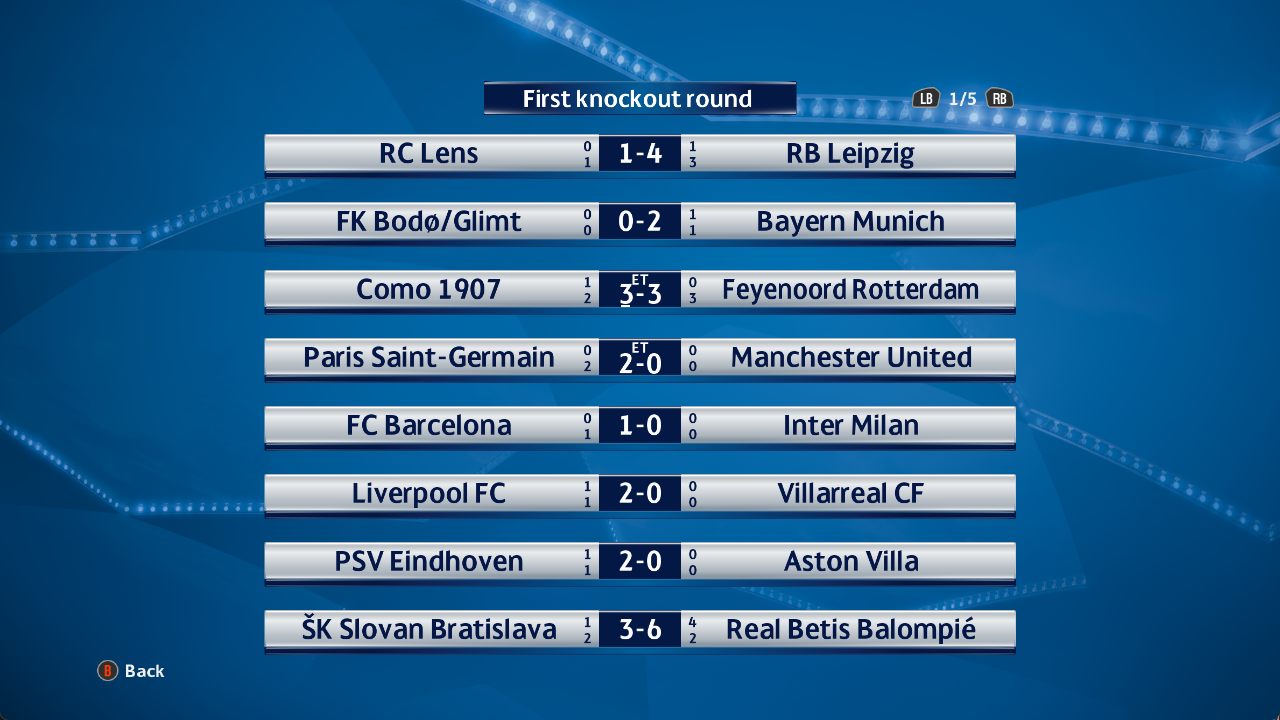 First knockout round
LB 1/5 RB
RC Lens 0 1 1-4 1 3 RB Leipzig
FK Bodø/Glimt 0 0 0-2 1 1 Bayern Munich
Como 1907 1 2 ET 3-3 0 3 Feyenoord Rotterdam
Paris Saint-Germain 0 2 ET 2-0 0 0 Manchester United
FC Barcelona 0 1 1-0 0 0 Inter Milan
Liverpool FC 1 1 2-0 0 0 Villarreal CF
PSV Eindhoven 1 1 2-0 0 0 Aston Villa
ŠK Slovan Bratislava 1 2 3-6 4 2 Real Betis Balompié
B Back